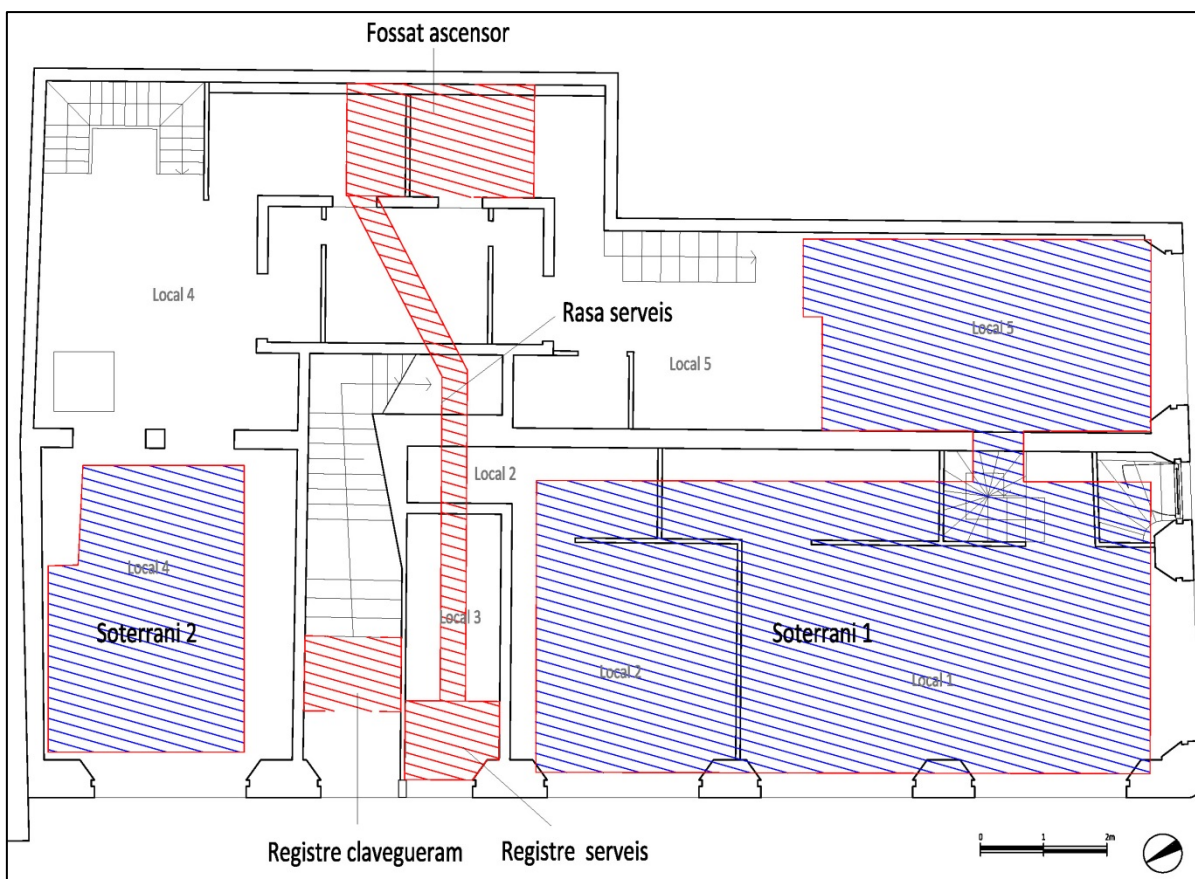 Fossat ascensor
Local 4
Rasa serveis
Local 5
Local 5
Local 2
Local 4
Local 3
Soterrani 2
Soterrani 1
Local 2
Local 1
Registre clavegueram
Registre serveis
0 1 2m